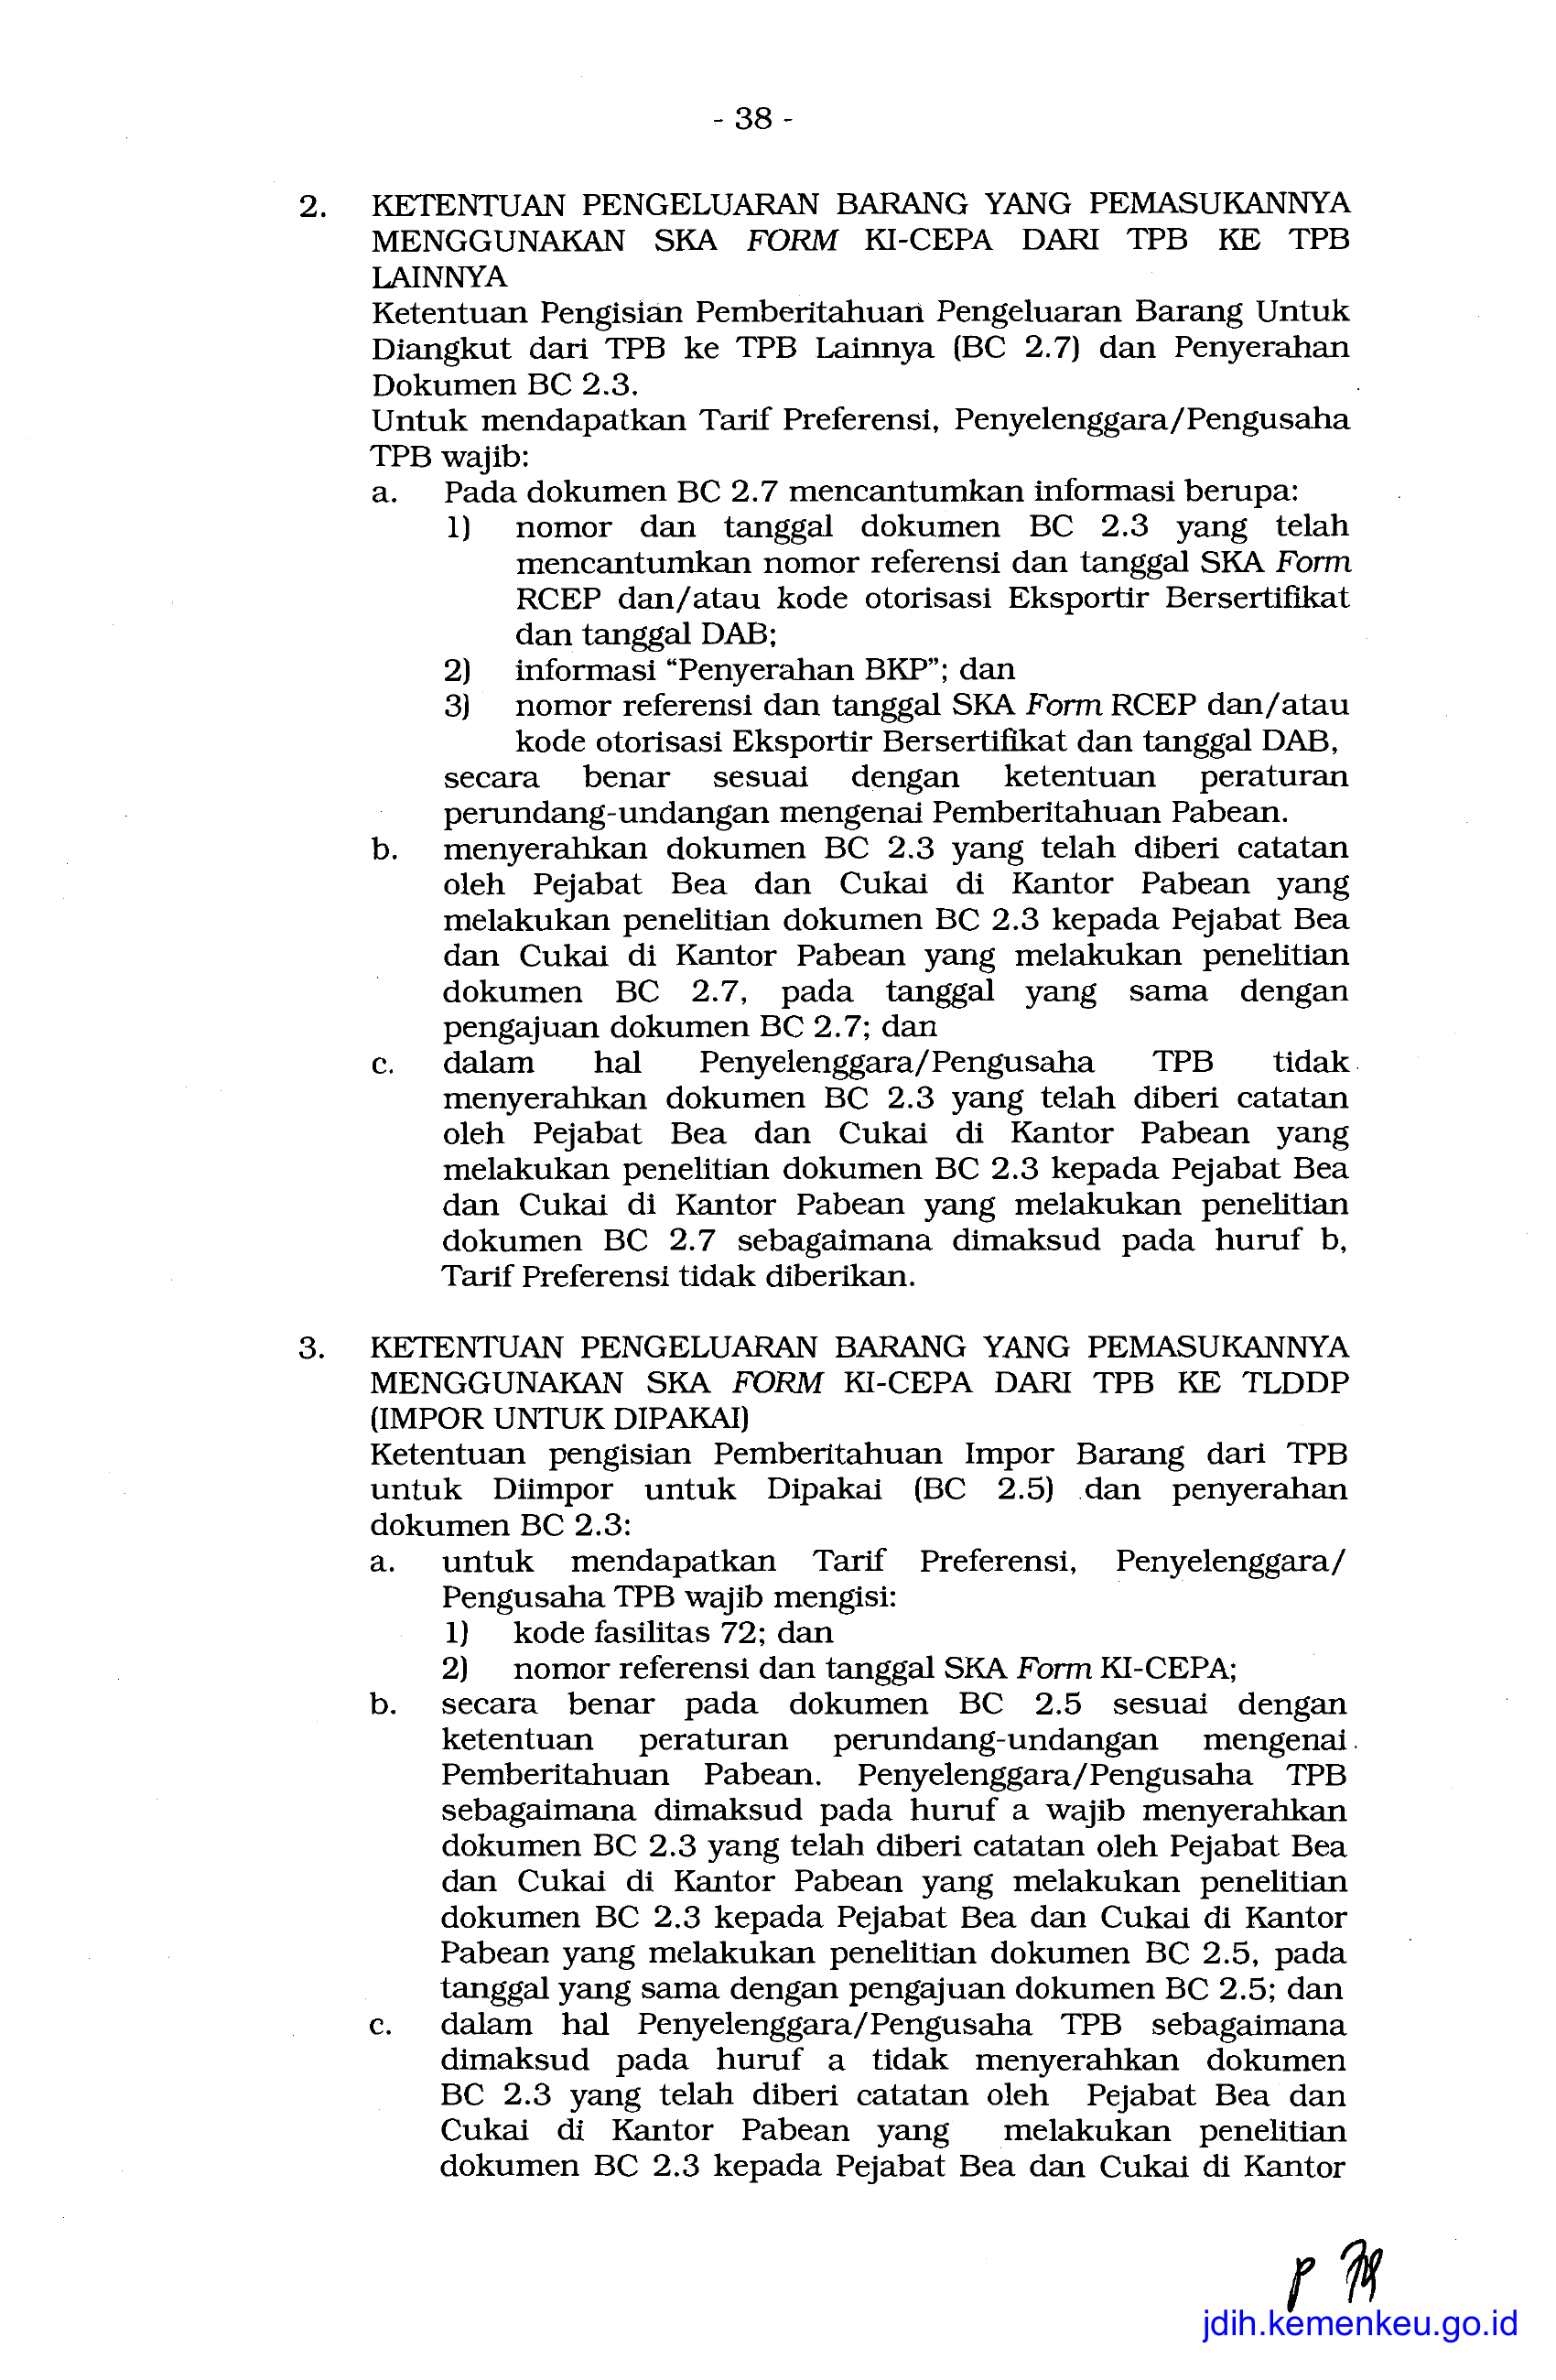 - 38 -
2. KETENTUAN PENGELUARAN BARANG YANG PEMASUKANNYA
MENGGUNAKAN SKA FORM KI-CEPA DARI TPB KE TPB
LAINNYA
Ketentuan Pengisian Pemberitahuan Pengeluaran Barang Untuk
Diangkut dari TPB ke TPB Lainnya (BC 2.7) dan Penyerahan
Dokumen BC 2.3.
Untuk mendapatkan Tarif Preferensi, Penyelenggara/Pengusaha
TPB wajib:
a. Pada dokumen BC 2.7 mencantumkan informasi berupa:
1) nomor dan tanggal dokumen BC 2.3 yang telah
mencantumkan nomor referensi dan tanggal SKA Form
RCEP dan/atau kode otorisasi Eksportir Bersertifikat
dan tanggal DAB;
2) informasi “Penyerahan BKP”; dan
3) nomor referensi dan tanggal SKA Form RCEP dan/atau
kode otorisasi Eksportir Bersertifikat dan tanggal DAB,
secara benar sesuai dengan ketentuan peraturan
perundang-undangan mengenai Pemberitahuan Pabean.
b. menyerahkan dokumen BC 2.3 yang telah diberi catatan
oleh Pejabat Bea dan Cukai di Kantor Pabean yang
melakukan penelitian dokumen BC 2.3 kepada Pejabat Bea
dan Cukai di Kantor Pabean yang melakukan penelitian
dokumen BC 2.7, pada tanggal yang sama dengan
pengajuan dokumen BC 2.7; dan
c. dalam hal Penyelenggara/Pengusaha TPB tidak
menyerahkan dokumen BC 2.3 yang telah diberi catatan
oleh Pejabat Bea dan Cukai di Kantor Pabean yang
melakukan penelitian dokumen BC 2.3 kepada Pejabat Bea
dan Cukai di Kantor Pabean yang melakukan penelitian
dokumen BC 2.7 sebagaimana dimaksud pada huruf b,
Tarif Preferensi tidak diberikan.
3. KETENTUAN PENGELUARAN BARANG YANG PEMASUKANNYA
MENGGUNAKAN SKA FORM KI-CEPA DARI TPB KE TLDDP
(IMPOR UNTUK DIPAKAI)
Ketentuan pengisian Pemberitahuan Impor Barang dari TPB
untuk Diimpor untuk Dipakai (BC 2.5) dan penyerahan
dokumen BC 2.3:
a. untuk mendapatkan Tarif Preferensi, Penyelenggara/
Pengusaha TPB wajib mengisi:
1) kode fasilitas 72; dan
2) nomor referensi dan tanggal SKA Form KI-CEPA;
b. secara benar pada dokumen BC 2.5 sesuai dengan
ketentuan peraturan perundang-undangan mengenai
Pemberitahuan Pabean. Penyelenggara/Pengusaha TPB
sebagaimana dimaksud pada huruf a wajib menyerahkan
dokumen BC 2.3 yang telah diberi catatan oleh Pejabat Bea
dan Cukai di Kantor Pabean yang melakukan penelitian
dokumen BC 2.3 kepada Pejabat Bea dan Cukai di Kantor
Pabean yang melakukan penelitian dokumen BC 2.5, pada
tanggal yang sama dengan pengajuan dokumen BC 2.5; dan
c. dalam hal Penyelenggara/Pengusaha TPB sebagaimana
dimaksud pada huruf a tidak menyerahkan dokumen
BC 2.3 yang telah diberi catatan oleh Pejabat Bea dan
Cukai di Kantor Pabean yang melakukan penelitian
dokumen BC 2.3 kepada Pejabat Bea dan Cukai di Kantor
jdih.kemenkeu.go.id